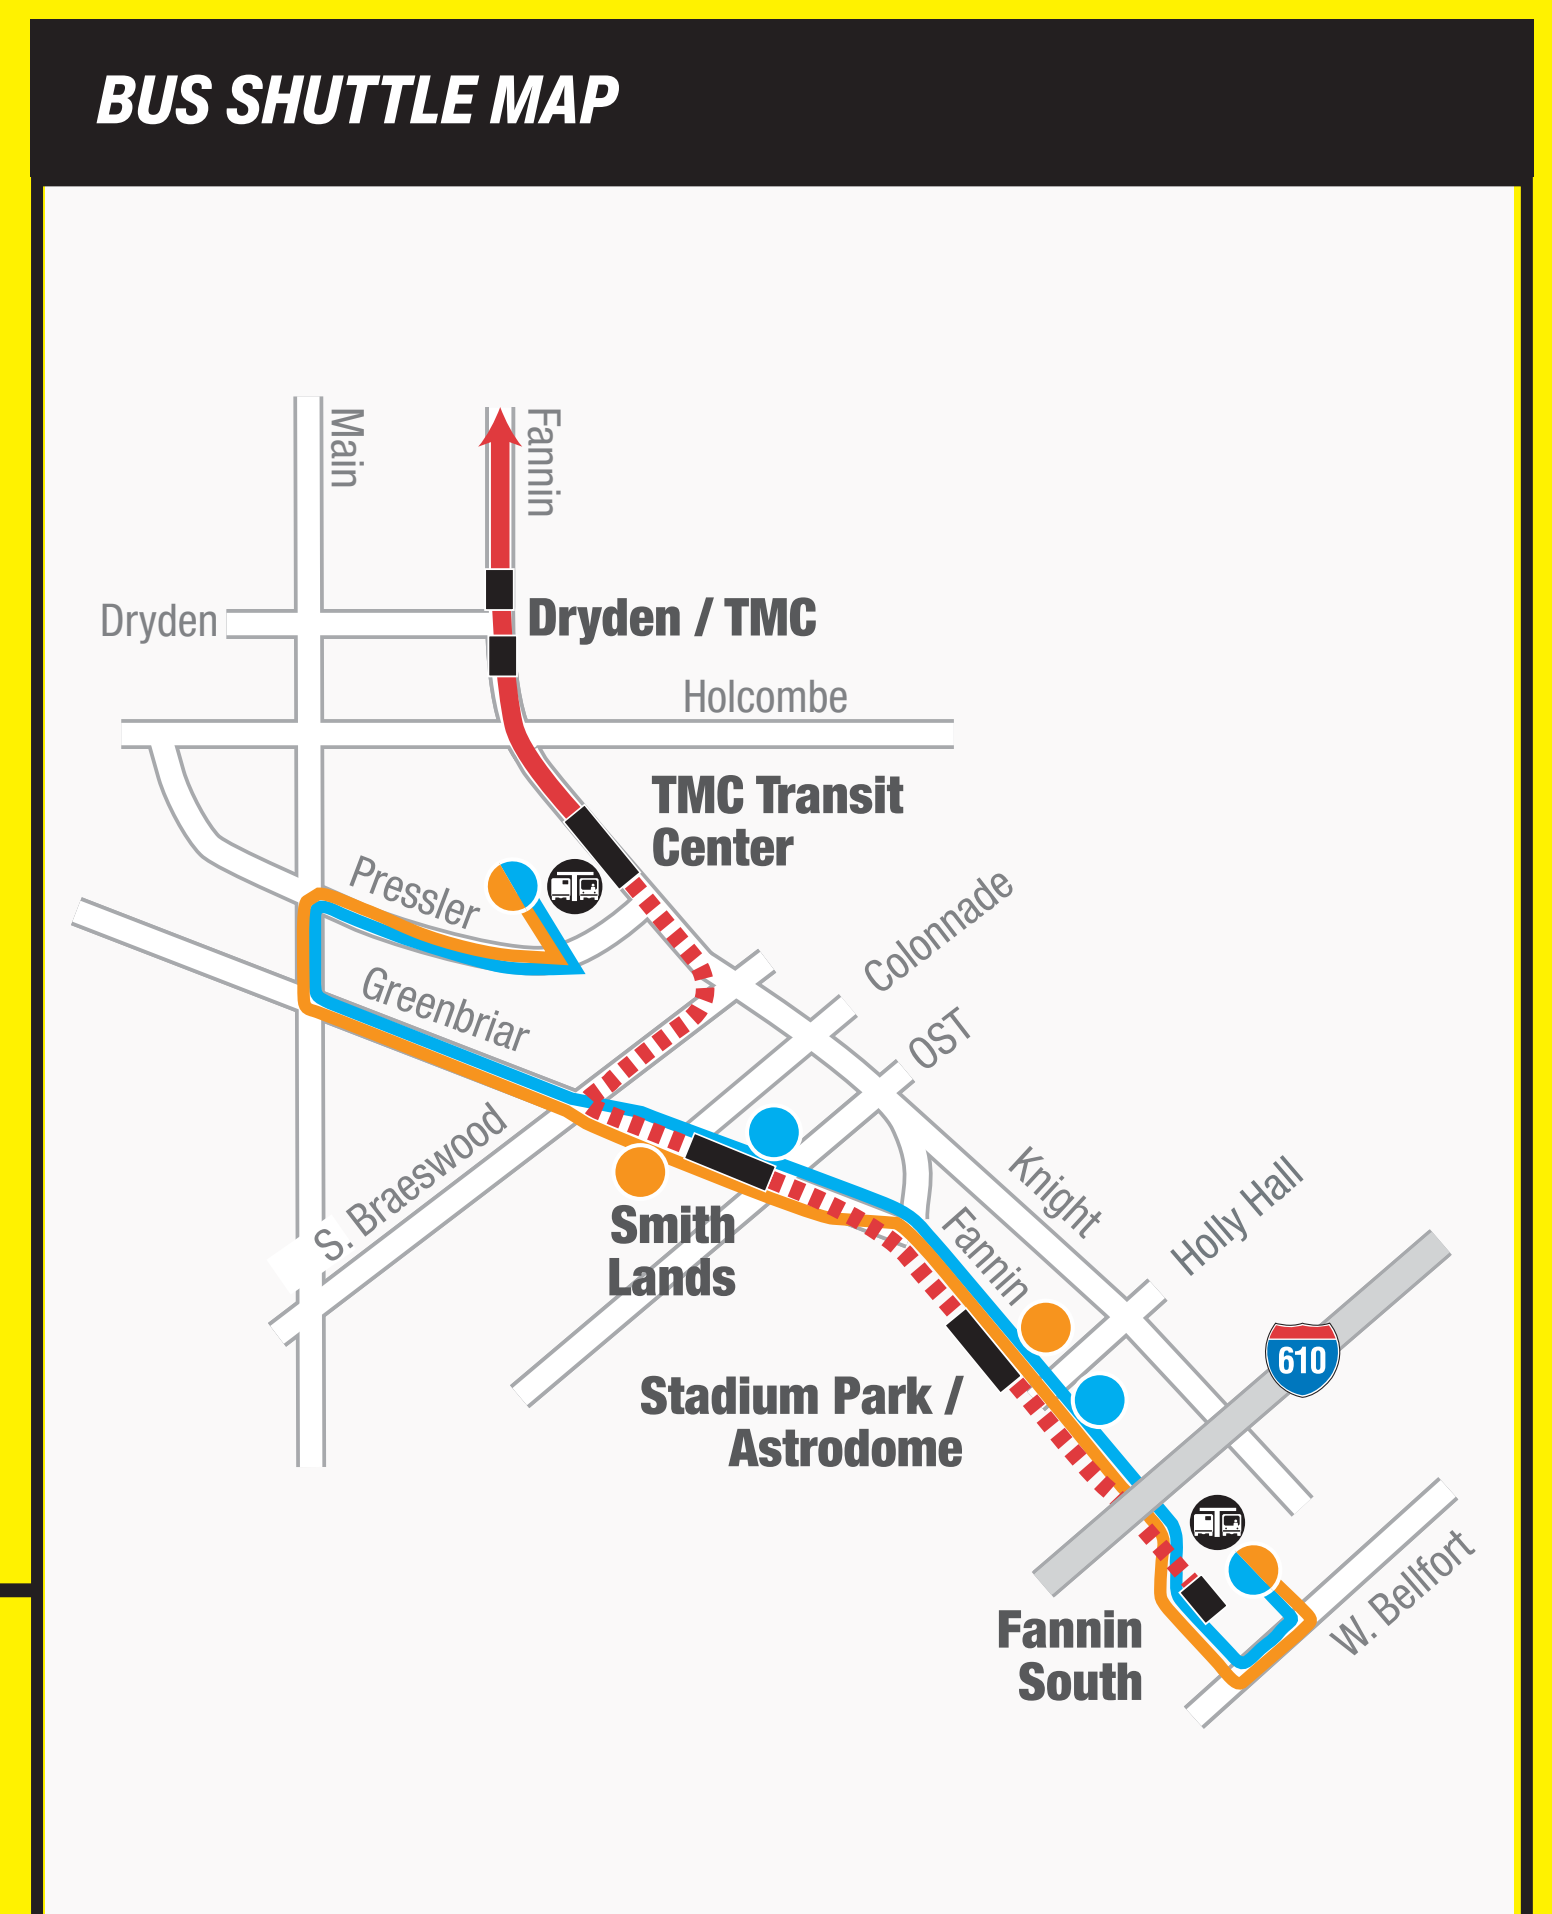 BUS SHUTTLE MAP
Main
Fannin
Dryden
Dryden / TMC
Holcombe
TMC Transit
Center
Pressler
Colonnade
Greenbriar
OST
S. Braeswood
Knight
Holly Hall
Smith
Lands
Fannin
610
Stadium Park /
Astrodome
W. Bellfort
Fannin
South